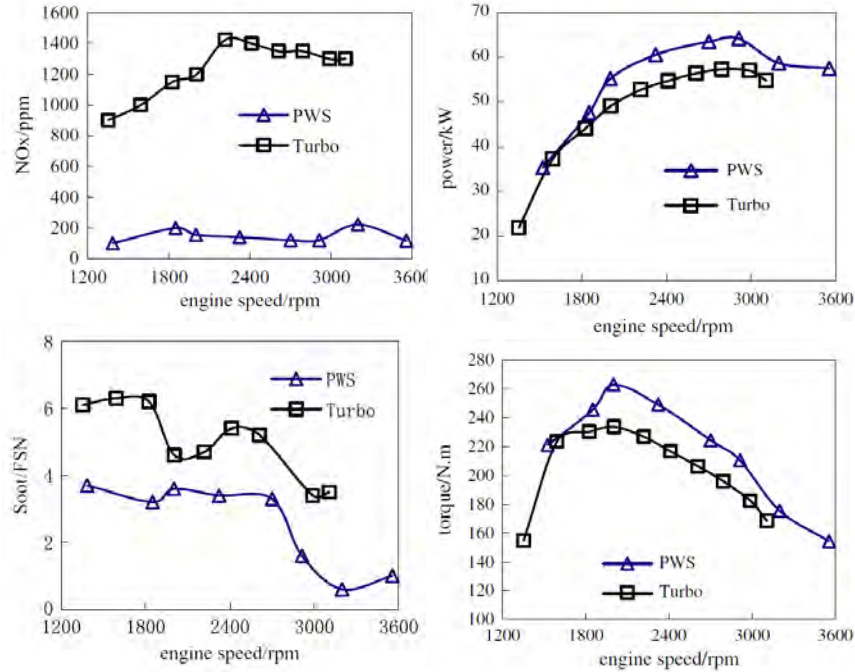 1600
1400
1200
1000
800
600
400
200
0
NOx/ppm
PWS
Turbo
1200 1800 2400 3000 3600
engine speed/rpm
70
60
50
40
30
20
10
power/kW
PWS
Turbo
1200 1800 2400 3000 3600
engine speed/rpm
8
6
4
2
0
Soot/FSN
PWS
Turbo
1200 1800 2400 3000 3600
engine speed/rpm
280
260
240
220
200
180
160
140
120
100
torque/N.m
PWS
Turbo
1200 1800 2400 3000 3600
engine speed/rpm